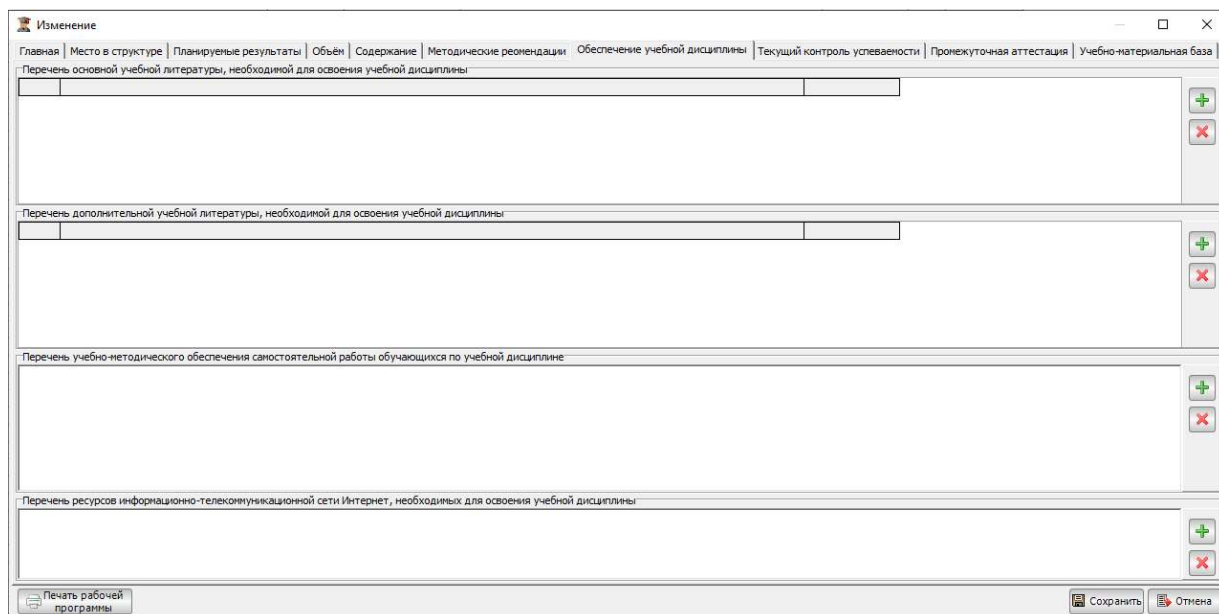 Изменение
Главная Место в структуре Планируемые результаты Объём Содержание Методические реомендации Обеспечение учебной дисциплины Текущий контроль успеваемости Промежуточная аттестация Учебно-материальная база
Перечень основной учебной литературы, необходимой для освоения учебной дисциплины
Перечень дополнительной учебной литературы, необходимой для освоения учебной дисциплины
Перечень учебно-методического обеспечения самостоятельной работы обучающихся по учебной дисциплине
Перечень ресурсов информационно-телекоммуникационной сети Интернет, необходимых для освоения учебной дисциплины
Печать рабочей
программы
Сохранить Отмена